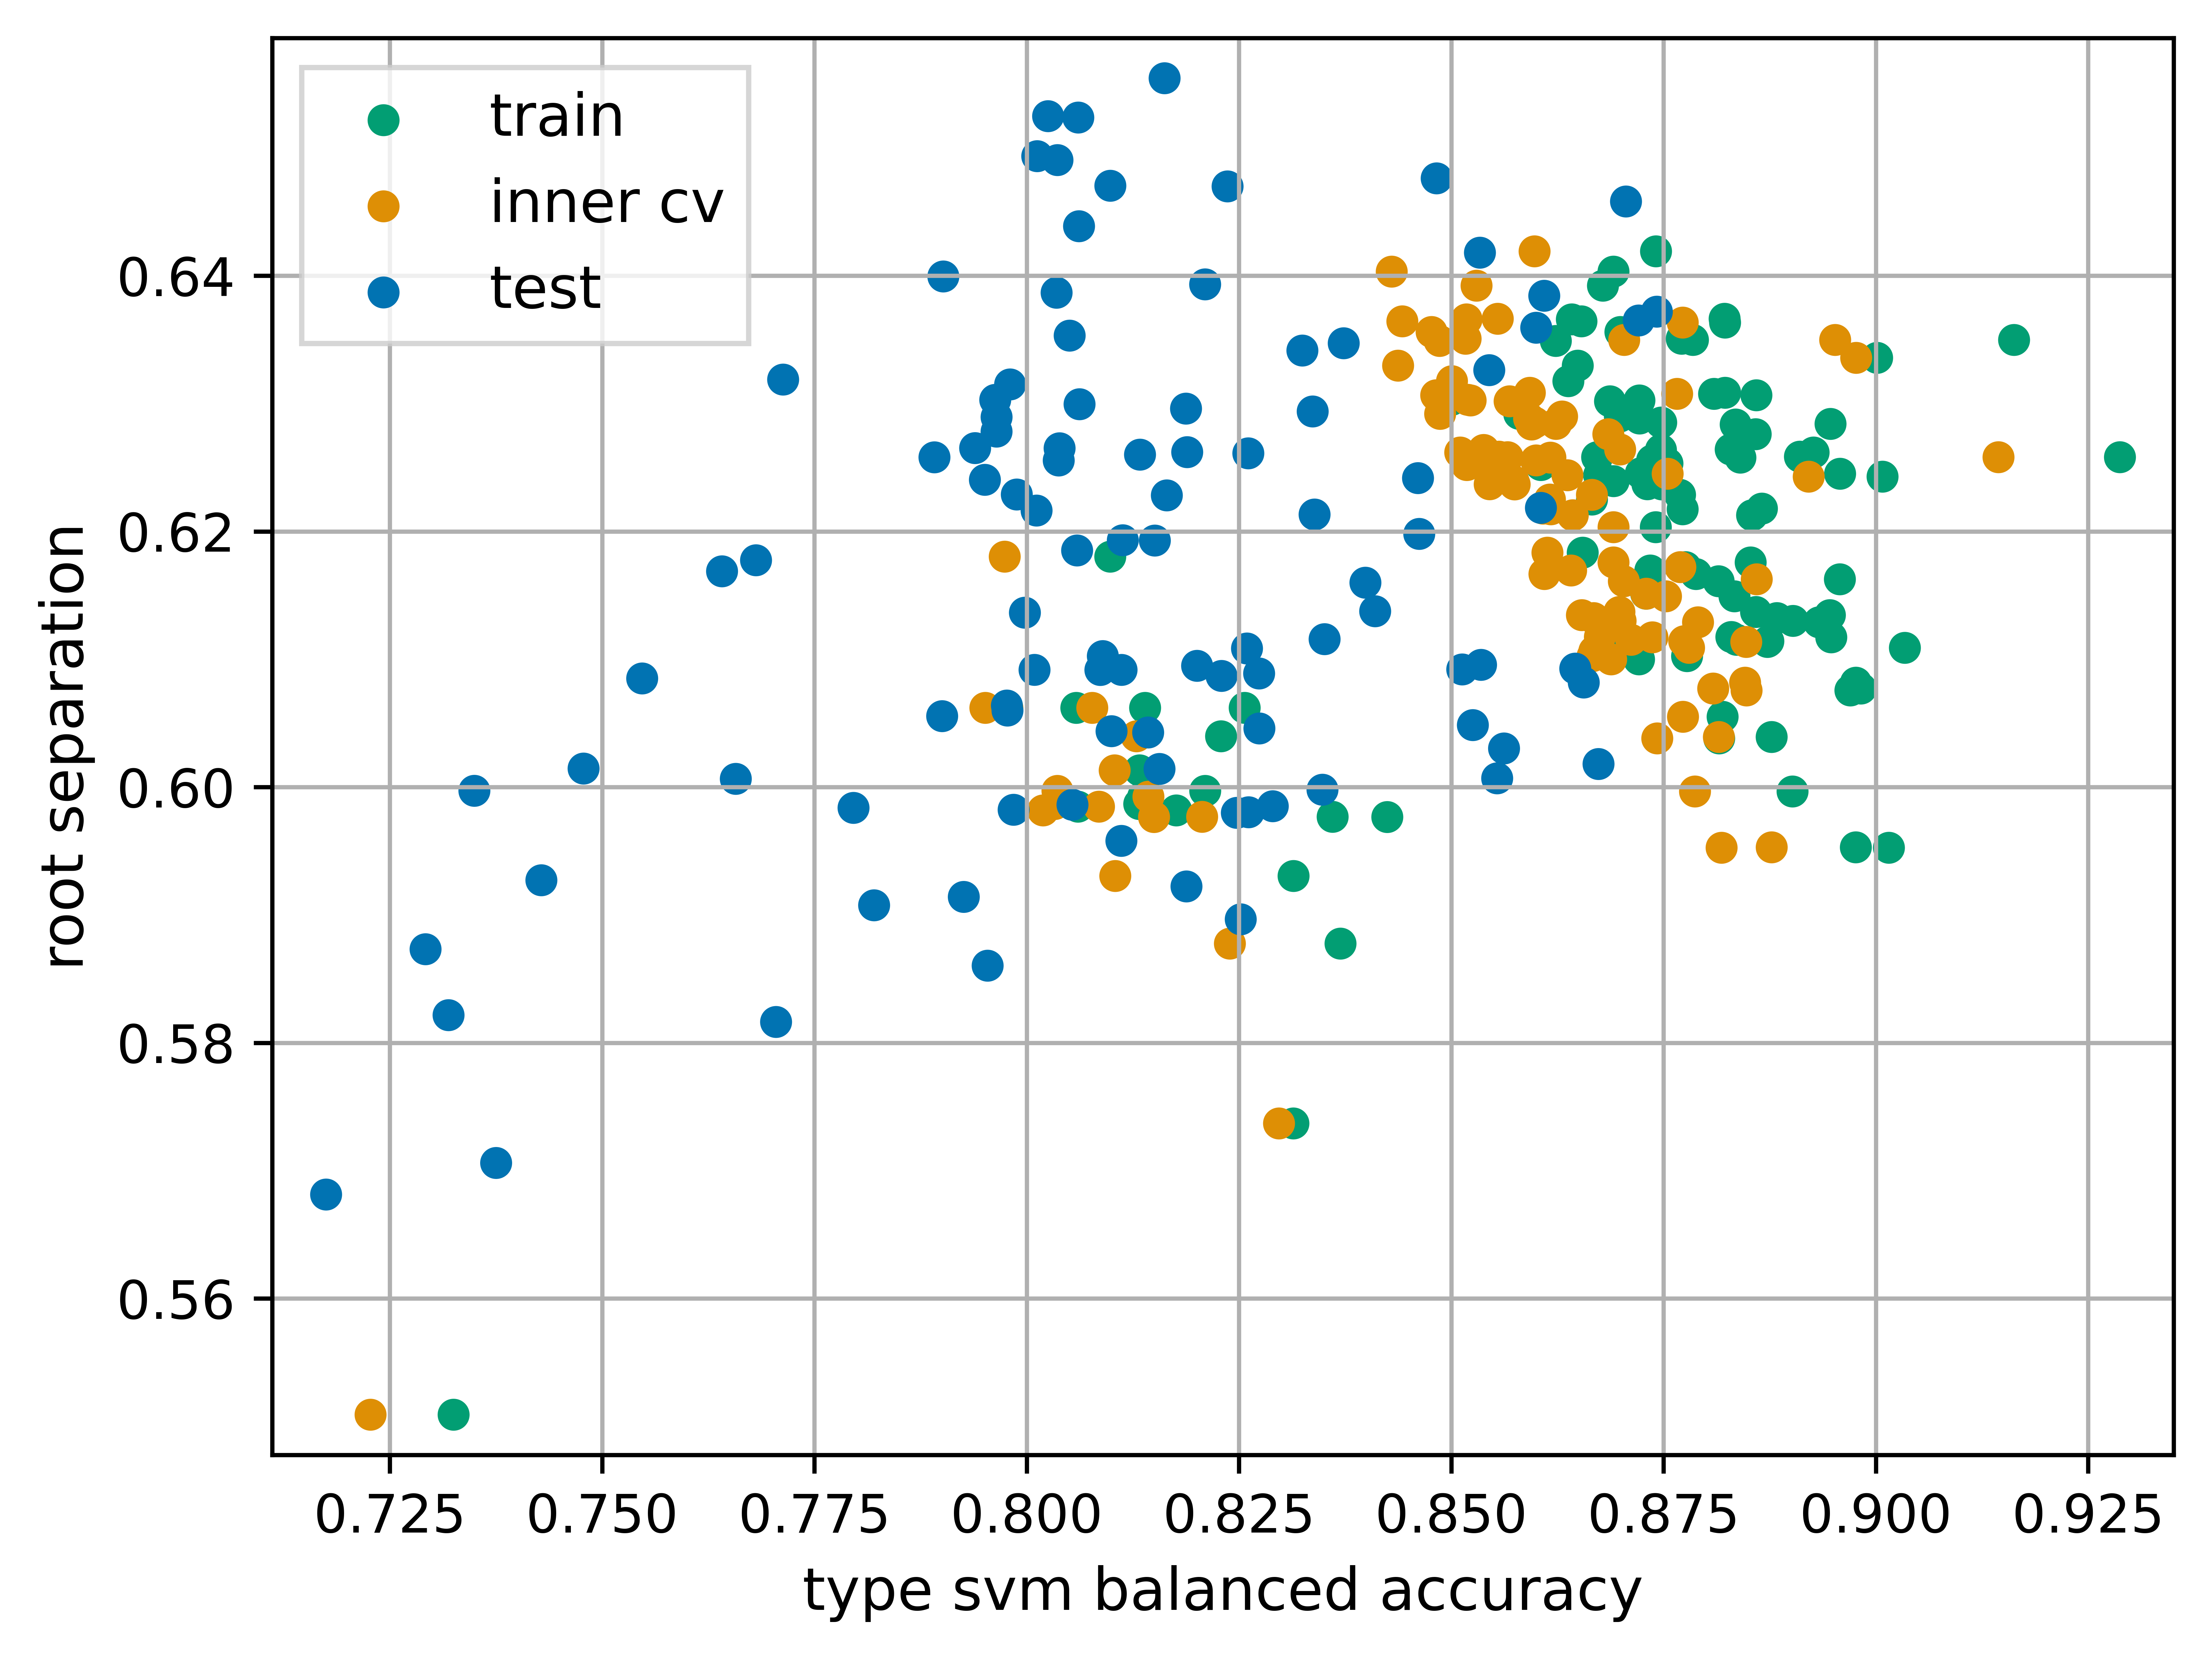 train
inner cv
test
0.64
0.62
0.60
0.58
0.56
root separation
0.725 0.750 0.775 0.800 0.825 0.850 0.875 0.900 0.925
type svm balanced accuracy